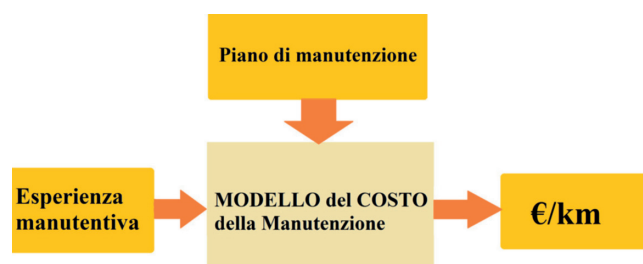 Piano di manutenzione
Esperienza
manutentiva
MODELLO del COSTO
della Manutenzione
€/km